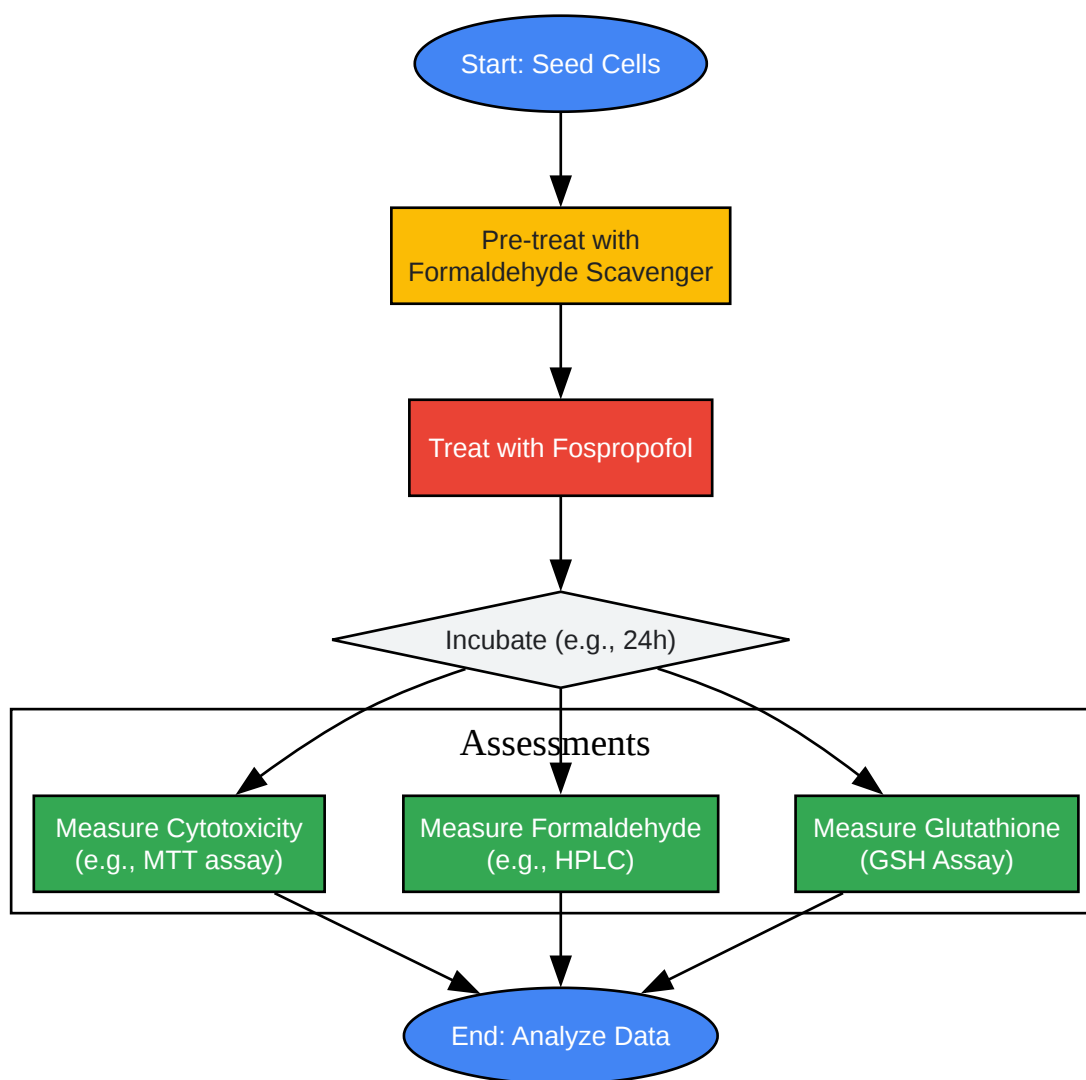 Start: Seed Cells
Pre-treat with
Formaldehyde Scavenger
Treat with Fospropofol
Incubate (e.g., 24h)
Assessments
Measure Cytotoxicity
(e.g., MTT assay)
Measure Formaldehyde
(e.g., HPLC)
Measure Glutathione
(GSH Assay)
End: Analyze Data